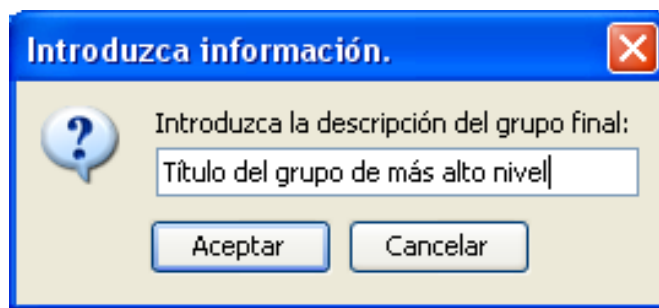 Introduzca información.
Introduzca la descripción del grupo final:
Título del grupo de más alto nivel
Aceptar Cancelar